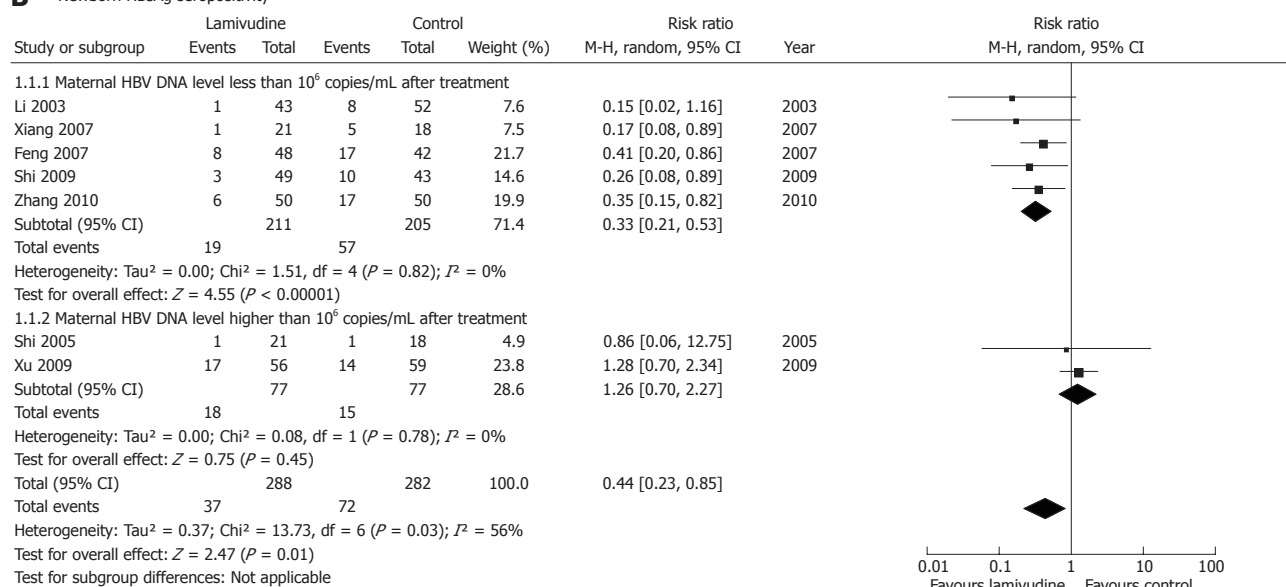 Lamivudine Control Risk ratio Risk ratio
Study or subgroup Events Total Events Total Weight (%) M-H, random, 95% CI Year M-H, random, 95% CI
1.1.1 Maternal HBV DNA level less than 10⁶ copies/mL after treatment
Li 2003 1 43 8 52 7.6 0.15 [0.02, 1.16] 2003
Xiang 2007 1 21 5 18 7.5 0.17 [0.08, 0.89] 2007
Feng 2007 8 48 17 42 21.7 0.41 [0.20, 0.86] 2007
Shi 2009 3 49 10 43 14.6 0.26 [0.08, 0.89] 2009
Zhang 2010 6 50 17 50 19.9 0.35 [0.15, 0.82] 2010
Subtotal (95% CI) 211 205 71.4 0.33 [0.21, 0.53]
Total events 19 57
Heterogeneity: Tau² = 0.00; Chi² = 1.51, df = 4 (P = 0.82); I² = 0%
Test for overall effect: Z = 4.55 (P < 0.00001)
1.1.2 Maternal HBV DNA level higher than 10⁶ copies/mL after treatment
Shi 2005 1 21 1 18 4.9 0.86 [0.06, 12.75] 2005
Xu 2009 17 56 14 59 23.8 1.28 [0.70, 2.34] 2009
Subtotal (95% CI) 77 77 28.6 1.26 [0.70, 2.27]
Total events 18 15
Heterogeneity: Tau² = 0.00; Chi² = 0.08, df = 1 (P = 0.78); I² = 0%
Test for overall effect: Z = 0.75 (P = 0.45)
Total (95% CI) 288 282 100.0 0.44 [0.23, 0.85]
Total events 37 72
Heterogeneity: Tau² = 0.37; Chi² = 13.73, df = 6 (P = 0.03); I² = 56%
Test for overall effect: Z = 2.47 (P = 0.01)
Test for subgroup differences: Not applicable
0.01 0.1 1 10 100
Favours lamivudine Favours control